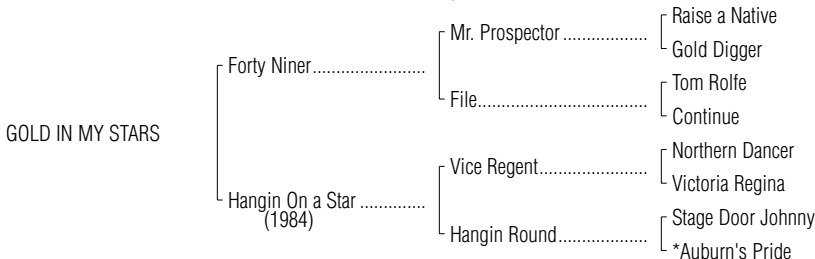 Raise a Native
Mr. Prospector ..................
Gold Digger
Forty Niner........................
Tom Rolfe
File....................................
Continue
GOLD IN MY STARS
Northern Dancer
Vice Regent.......................
Victoria Regina
Hangin On a Star ..............
(1984)
Stage Door Johnny
Hangin Round...................
*Auburn's Pride